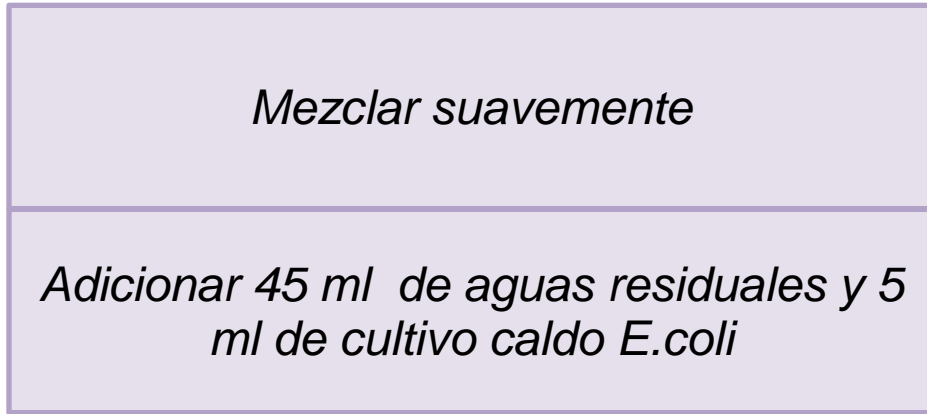 Mezclar suavemente
Adicionar 45 ml  de aguas residuales y 5
ml de cultivo caldo E.coli